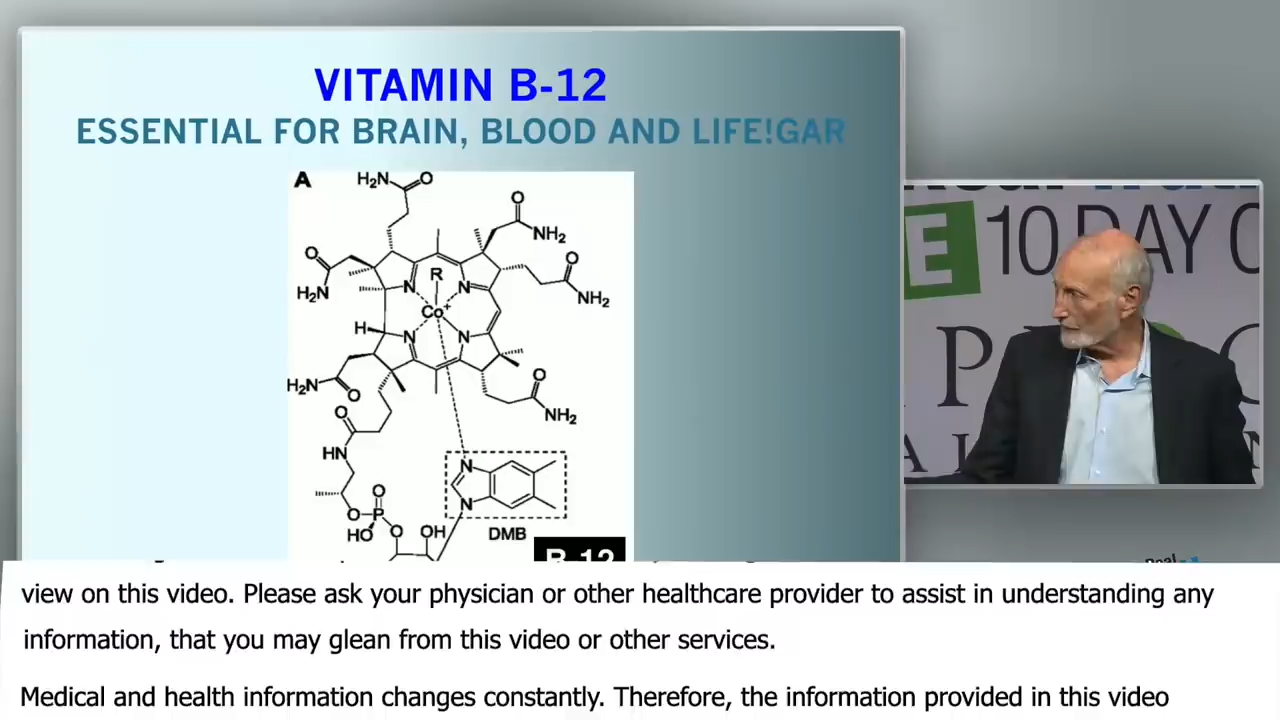 VITAMIN B-12
ESSENTIAL FOR BRAIN, BLOOD AND LIFE!GAR
A
H₂N
O
O
NH₂
O
H₂N
R
O
NH₂
N
N
Co⁺
H
N
N
H₂N
O
O
NH₂
O
HN
N
O
N
O
P
HO
O
OH
DMB
B-12
E 10 DAY
view on this video. Please ask your physician or other healthcare provider to assist in understanding any
information, that you may glean from this video or other services.
Medical and health information changes constantly. Therefore, the information provided in this video